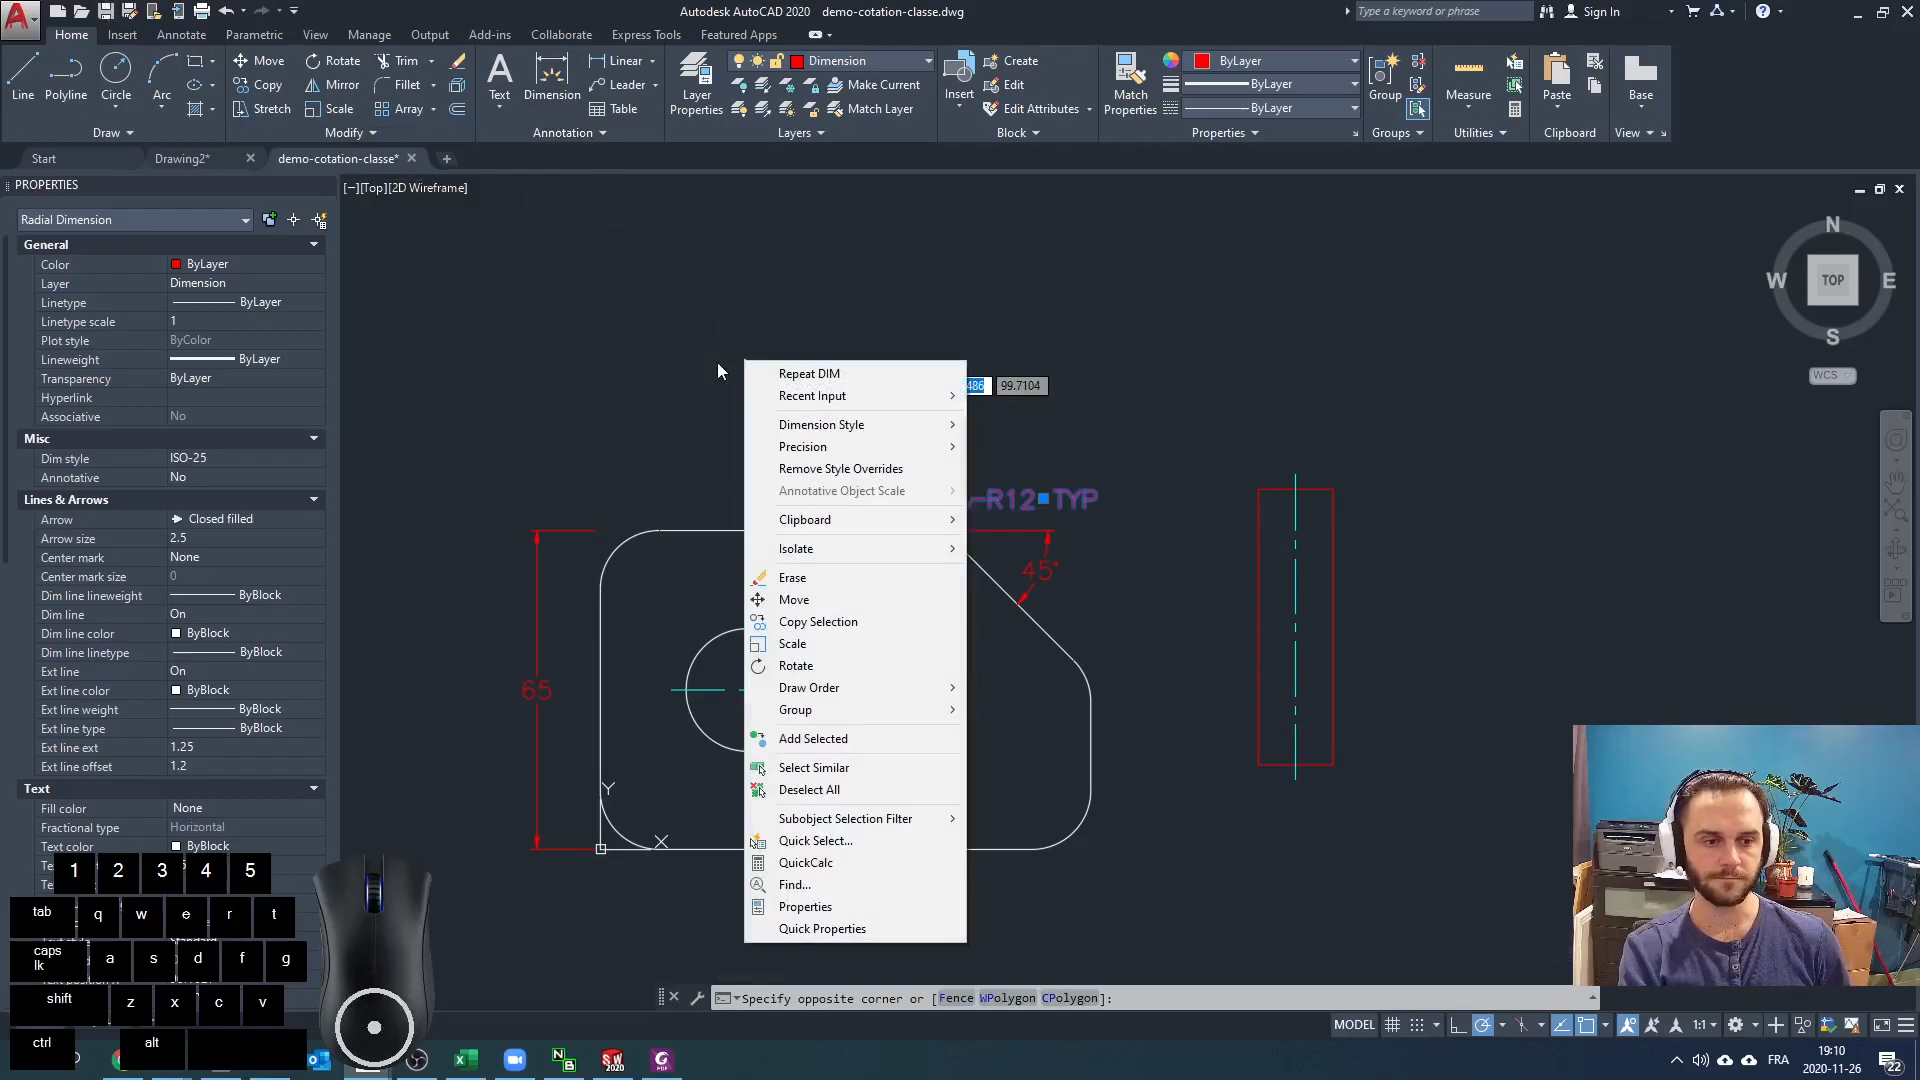 Autodesk AutoCAD 2020 demo-cotation-classe.dwg
Type a keyword or phrase
Sign In
Home Insert Annotate Parametric View Manage Output Add-ins Collaborate Express Tools Featured Apps
Line Polyline Circle Arc
Move Rotate Trim
Copy Mirror Fillet
Stretch Scale Array
Text Dimension
Linear
Leader
Table
Layer Properties
Dimension
Make Current
Match Layer
Insert
Create
Edit
Edit Attributes
Match Properties
ByLayer
ByLayer
ByLayer
Group
Measure
Paste
Base
Draw Modify Annotation Layers Block Properties Groups Utilities Clipboard View
Start Drawing2* demo-cotation-classe*
PROPERTIES
[−][Top][2D Wireframe]
Radial Dimension
General
Color ByLayer
Layer Dimension
Linetype ByLayer
Linetype scale 1
Plot style ByColor
Lineweight ByLayer
Transparency ByLayer
Hyperlink
Associative No
Misc
Dim style ISO-25
Annotative No
Lines & Arrows
Arrow Closed filled
Arrow size 2.5
Center mark None
Center mark size 0
Dim line lineweight ByBlock
Dim line On
Dim line color ByBlock
Dim line linetype ByBlock
Ext line On
Ext line color ByBlock
Ext line weight ByBlock
Ext line type ByBlock
Ext line ext 1.25
Ext line offset 1.2
Text
Fill color None
Fractional type Horizontal
Text color ByBlock
Repeat DIM
Recent Input
Dimension Style
Precision
Remove Style Overrides
Annotative Object Scale
Clipboard
Isolate
Erase
Move
Copy Selection
Scale
Rotate
Draw Order
Group
Add Selected
Select Similar
Deselect All
Subobject Selection Filter
Quick Select...
QuickCalc
Find...
Properties
Quick Properties
486 99.7104
R12 TYP
45°
65
Y
X
N
W TOP E
S
WCS
1 2 3 4 5
tab q w e r t
caps lk a s d f g
shift z x c v
ctrl alt
Specify opposite corner or [Fence WPolygon CPolygon]:
MODEL 1:1
FRA
19:10
2020-11-26
22